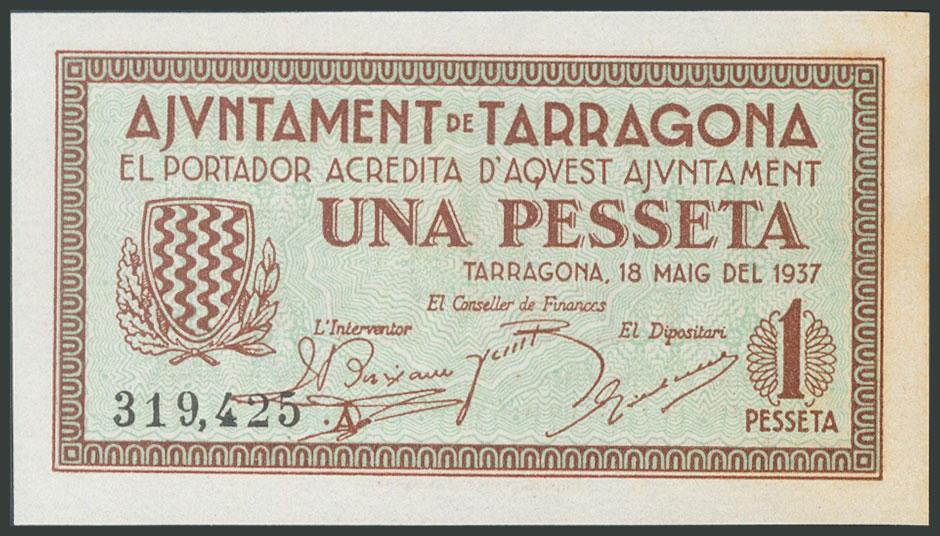 AJVNTAMENT DE TARRAGONA
EL PORTADOR ACREDITA D'AQVEST AJVNTAMENT
UNA PESSETA
TARRAGONA, 18 MAIG DEL 1937
El Conseller de Finances
L'Interventor
El Dipositari
319,425 .A
1
PESSETA